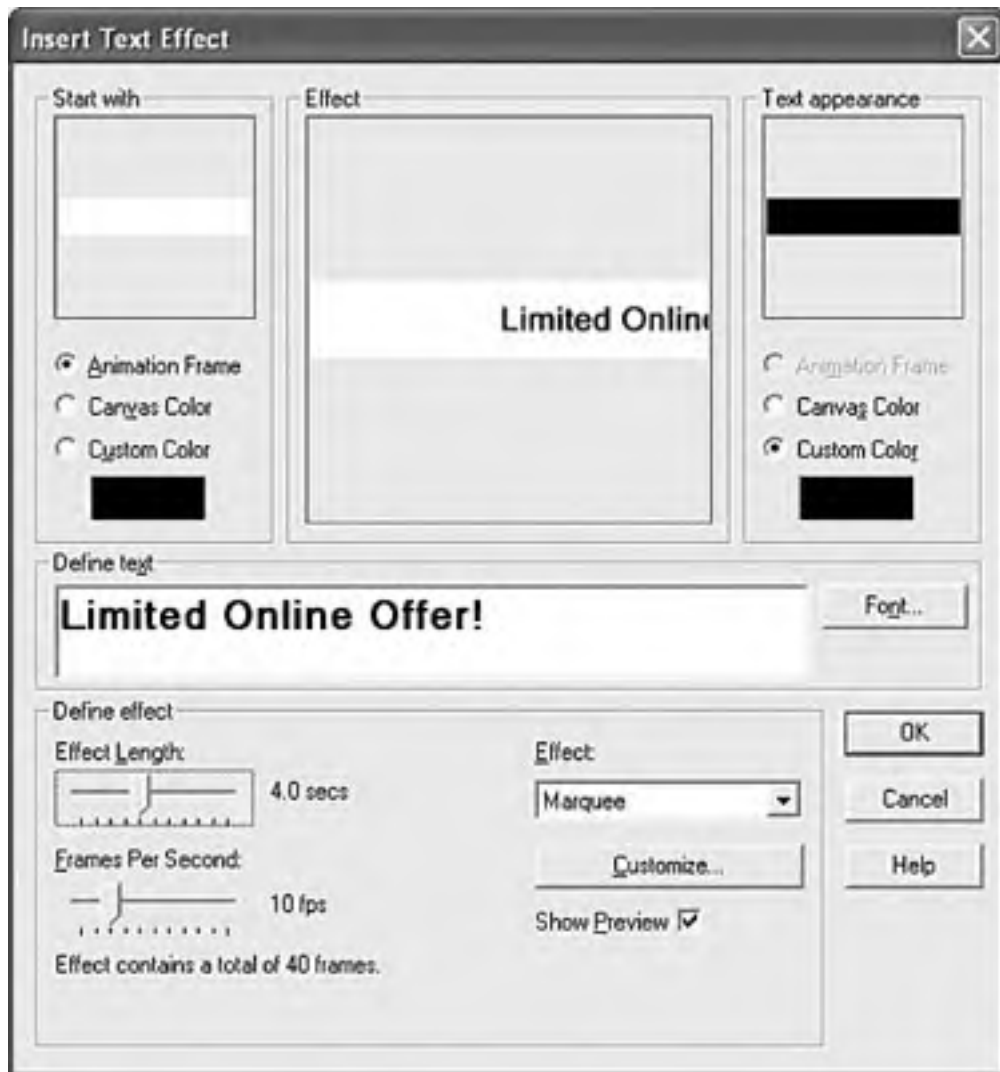 Insert Text Effect
Start with
Effect
Text appearance
Limited Onlin
Animation Frame
Canvas Color
Custom Color
Animation Frame
Canvas Color
Custom Color
Define text
Limited Online Offer!
Font...
Define effect
Effect Length:
4.0 secs
Frames Per Second:
10 fps
Effect contains a total of 40 frames.
Effect:
Marquee
Customize...
Show Preview
OK
Cancel
Help